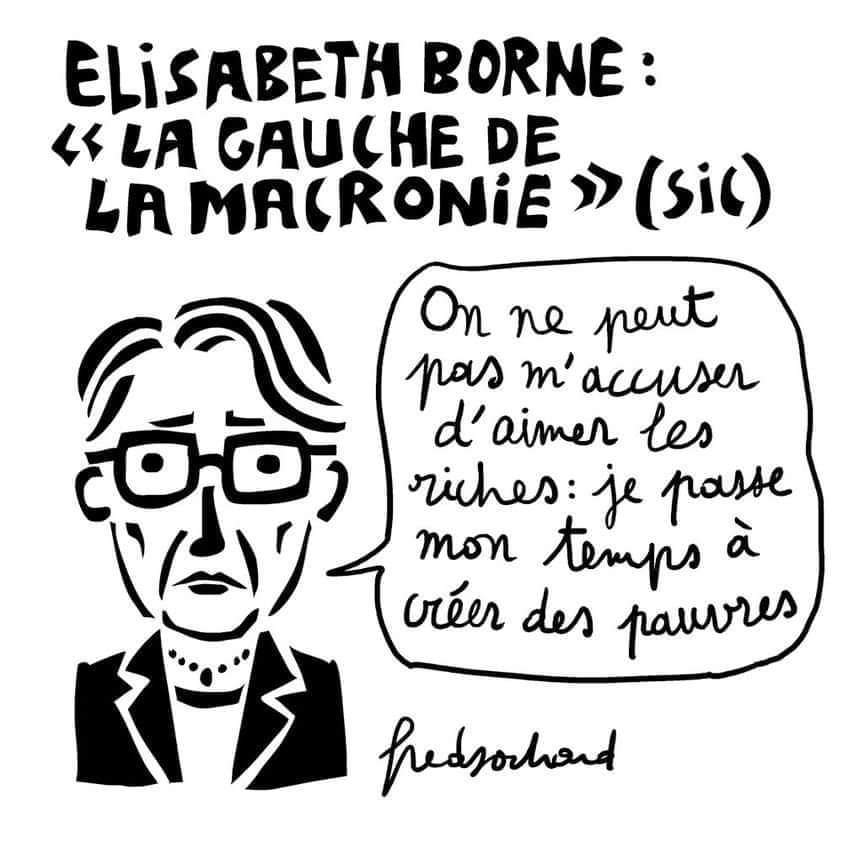 ELISABETH BORNE :
« LA GAUCHE DE
LA MACRONIE » (SIC)
On ne peut
pas m'accuser
d'aimer les
riches : je passe
mon temps à
créer des pauvres
fredsochard